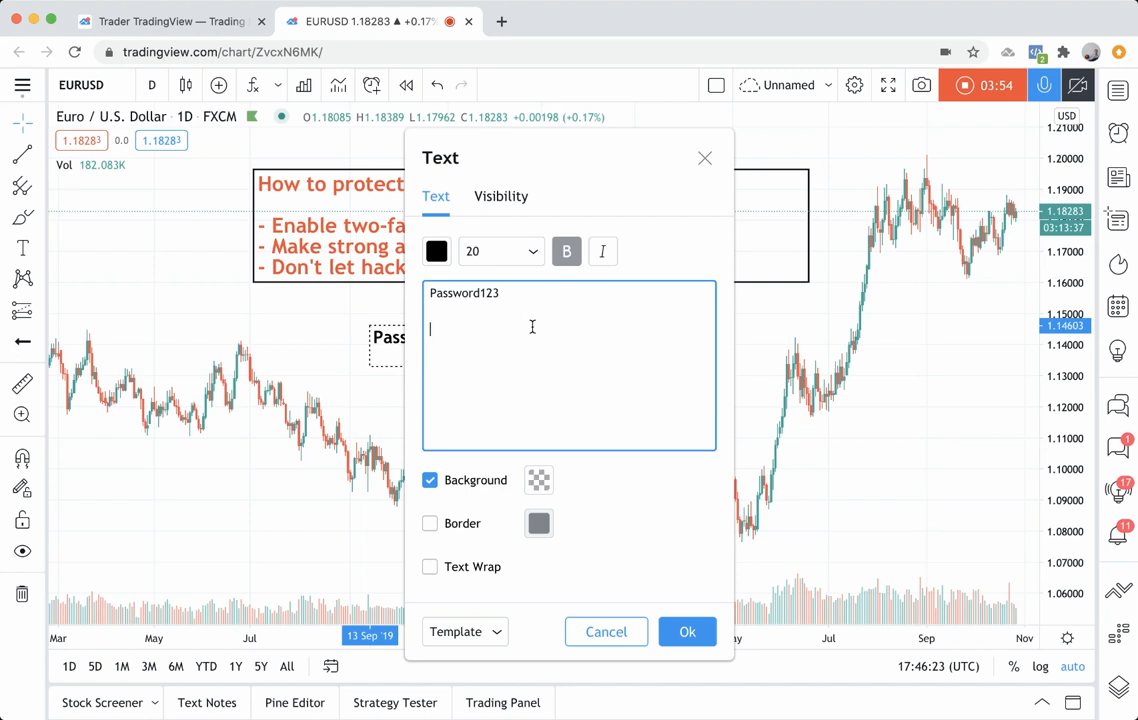 Trader TradingView — Trading
EURUSD 1.18283 ▲ +0.17%
tradingview.com/chart/ZvcxN6MK/
2
EURUSD
D
Unnamed
03:54
Euro / U.S. Dollar · 1D · FXCM
O1.18085 H1.18389 L1.17962 C1.18283 +0.00198 (+0.17%)
1.18283
0.0
1.18283
Vol 182.083K
How to protect
- Enable two-fa
- Make strong a
- Don't let hack
Pas
Text
Text
Visibility
20
B
I
Password123
Background
Border
Text Wrap
Template
Cancel
Ok
USD
1.21000
1.20000
1.19000
1.18283
03:13:37
1.17000
1.16000
1.15000
1.14603
1.14000
1.13000
1.12000
1.11000
1.10000
1.09000
1.08000
1.07000
1.06000
1
17
11
Mar
May
Jul
13 Sep '19
Jul
Sep
Nov
1D 5D 1M 3M 6M YTD 1Y 5Y All
17:46:23 (UTC)
% log auto
Stock Screener
Text Notes
Pine Editor
Strategy Tester
Trading Panel